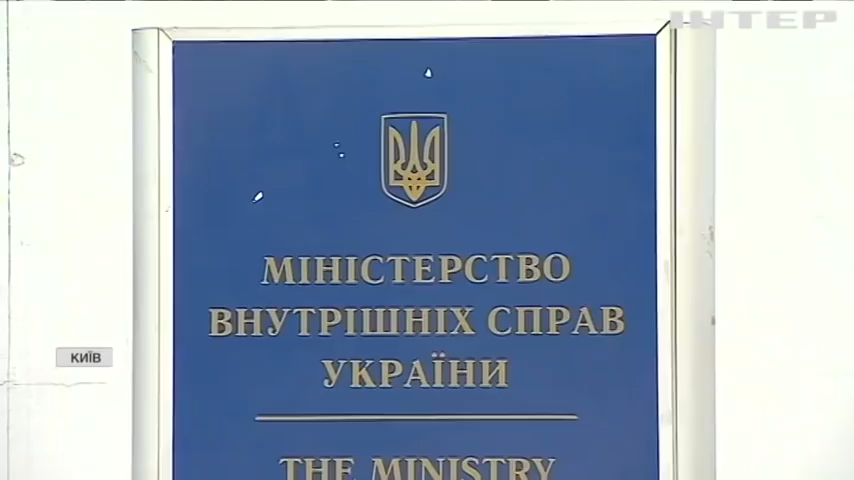 ІНТЕР
МІНІСТЕРСТВО
ВНУТРІШНІХ СПРАВ
УКРАЇНИ
КИЇВ
THE MINISTRY